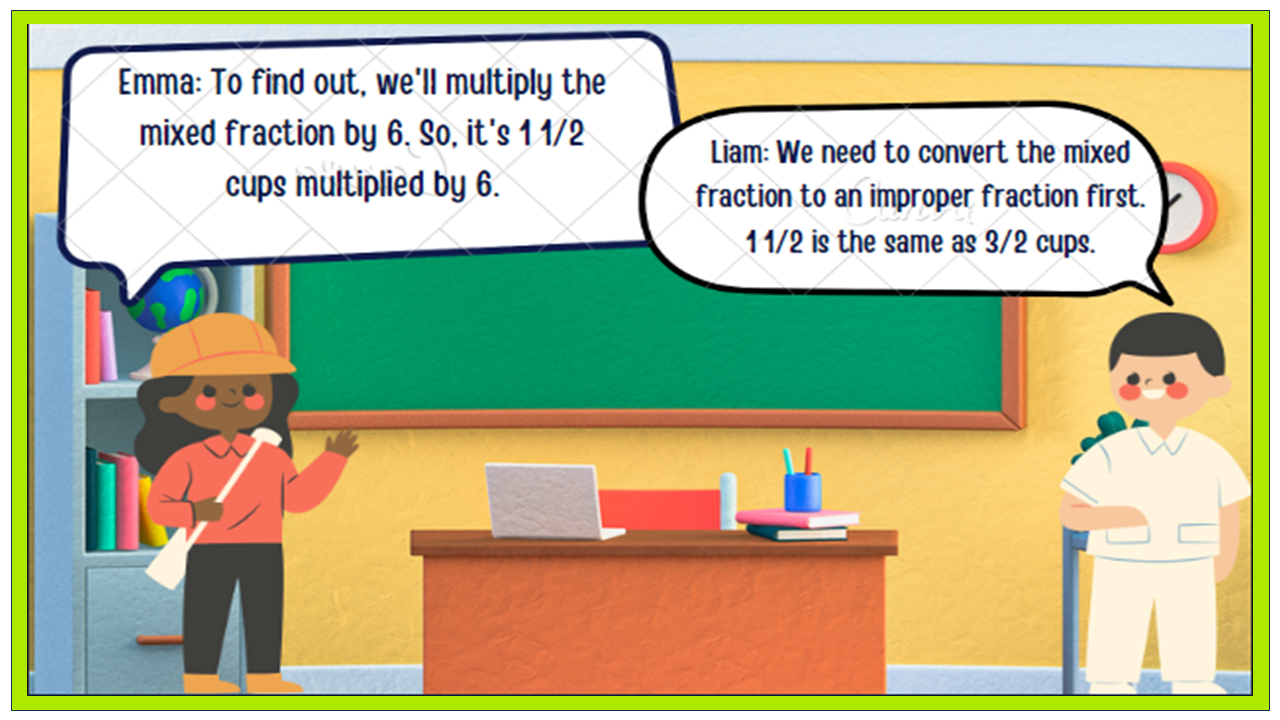 Emma: To find out, we'll multiply the
mixed fraction by 6. So, it's 1 1/2
cups multiplied by 6.
Liam: We need to convert the mixed
fraction to an improper fraction first.
1 1/2 is the same as 3/2 cups.